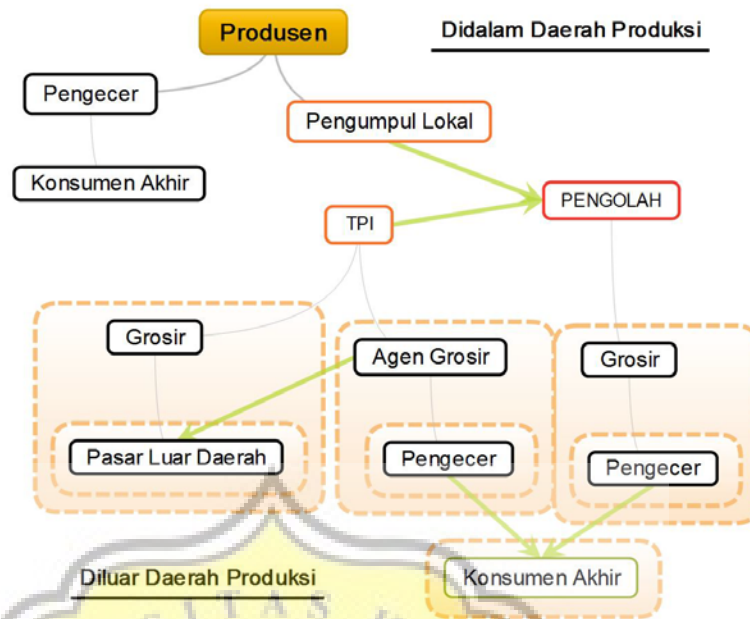 Produsen
Didalam Daerah Produksi
Pengecer
Pengumpul Lokal
Konsumen Akhir
PENGOLAH
TPI
Grosir
Agen Grosir
Grosir
Pasar Luar Daerah
Pengecer
Pengecer
Diluar Daerah Produksi
Konsumen Akhir